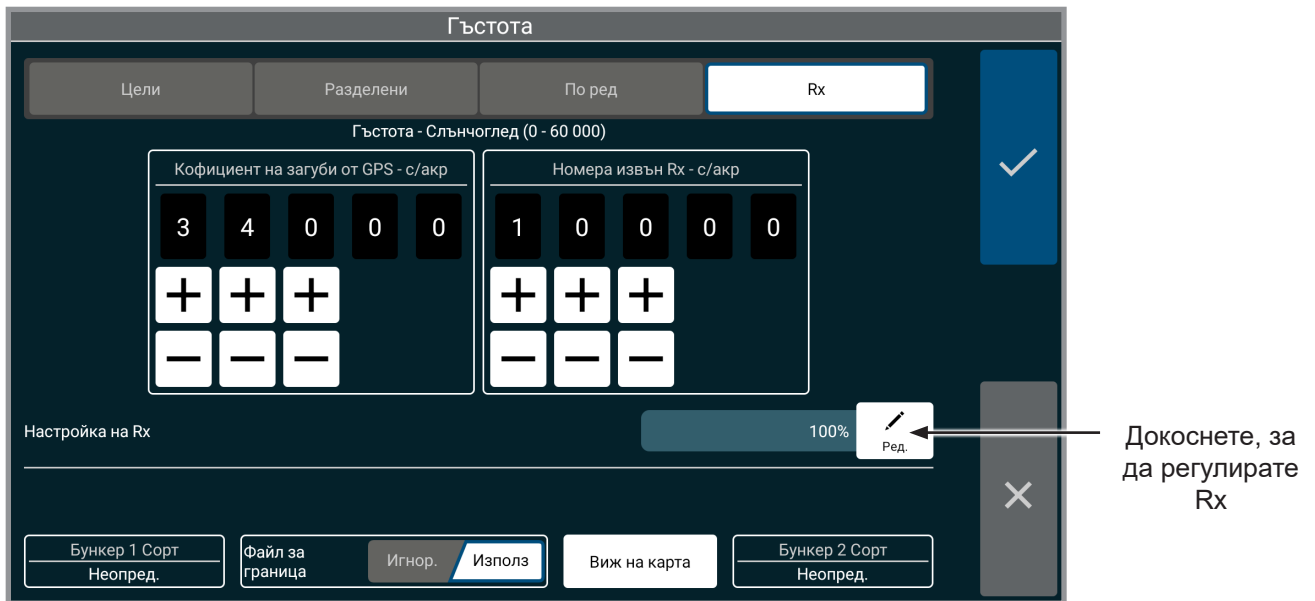 Гъстота
Цели
Разделени
По ред
Rx
Гъстота - Слънчоглед (0 - 60 000)
Кофициент на загуби от GPS - с/акр
3 4 0 0 0
Номера извън Rx - с/акр
1 0 0 0 0
Настройка на Rx
100%
Ред.
Докоснете, за
да регулирате
Rx
Бункер 1 Сорт
Неопред.
Файл за
граница
Игнор.
Използ
Виж на карта
Бункер 2 Сорт
Неопред.